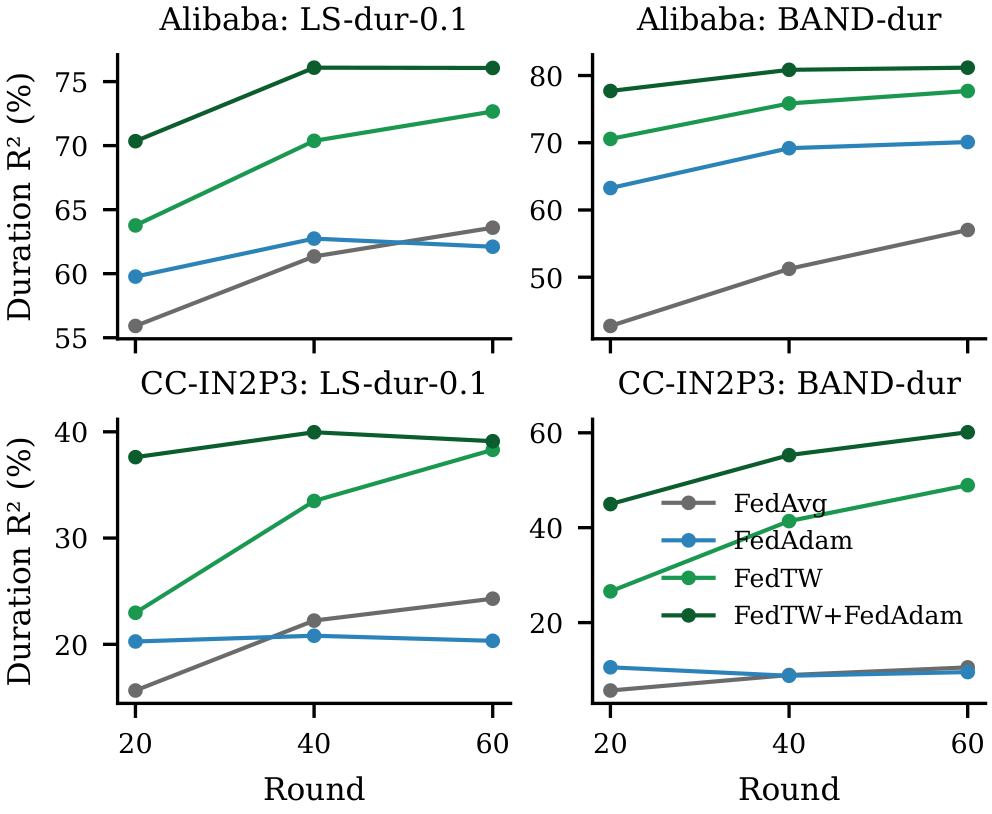 Alibaba: LS-dur-0.1
Duration R² (%)
75
70
65
60
55
Alibaba: BAND-dur
80
70
60
50
CC-IN2P3: LS-dur-0.1
Duration R² (%)
40
30
20
20
40
60
Round
CC-IN2P3: BAND-dur
60
40
20
FedAvg
FedAdam
FedTW
FedTW+FedAdam
20
40
60
Round